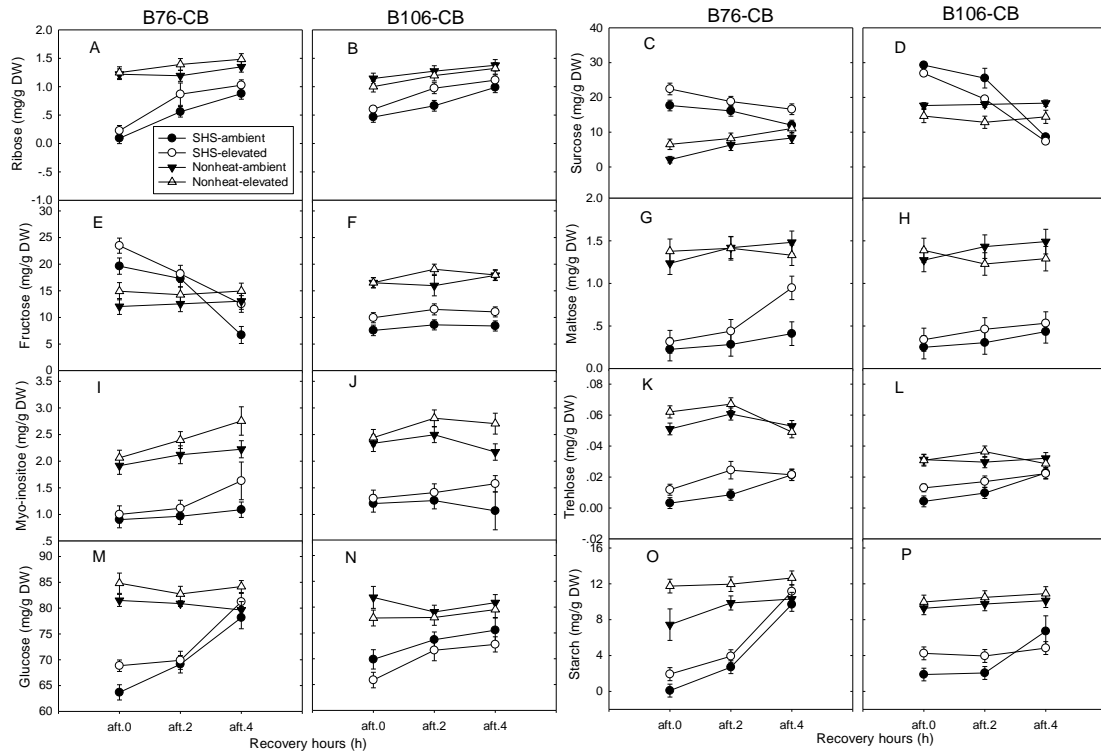 B76-CB
B106-CB
B76-CB
B106-CB
A
B
C
D
Ribose (mg/g DW)
2.0
1.5
1.0
.5
0.0
-.5
-1.0
SHS-ambient
SHS-elevated
Nonheat-ambient
Nonheat-elevated
Surcose (mg/g DW)
40
30
20
10
0
2.0
E
F
G
H
Fructose (mg/g DW)
30
25
20
15
10
5
0
Maltose (mg/g DW)
1.5
1.0
.5
0.0
I
J
K
L
Myo-initoe (mg/g DW)
3.5
3.0
2.5
2.0
1.5
1.0
.5
Trehlose (mg/g DW)
.08
.06
.04
.02
0.00
-.02
M
N
O
P
Glucose (mg/g DW)
90
85
80
75
70
65
60
Starch (mg/g DW)
16
12
8
4
0
aft.0 aft.2 aft.4
aft.0 aft.2 aft.4
aft.0 aft.2 aft.4
aft.0 aft.2 aft.4
Recovery hours (h)
Recovery hours (h)